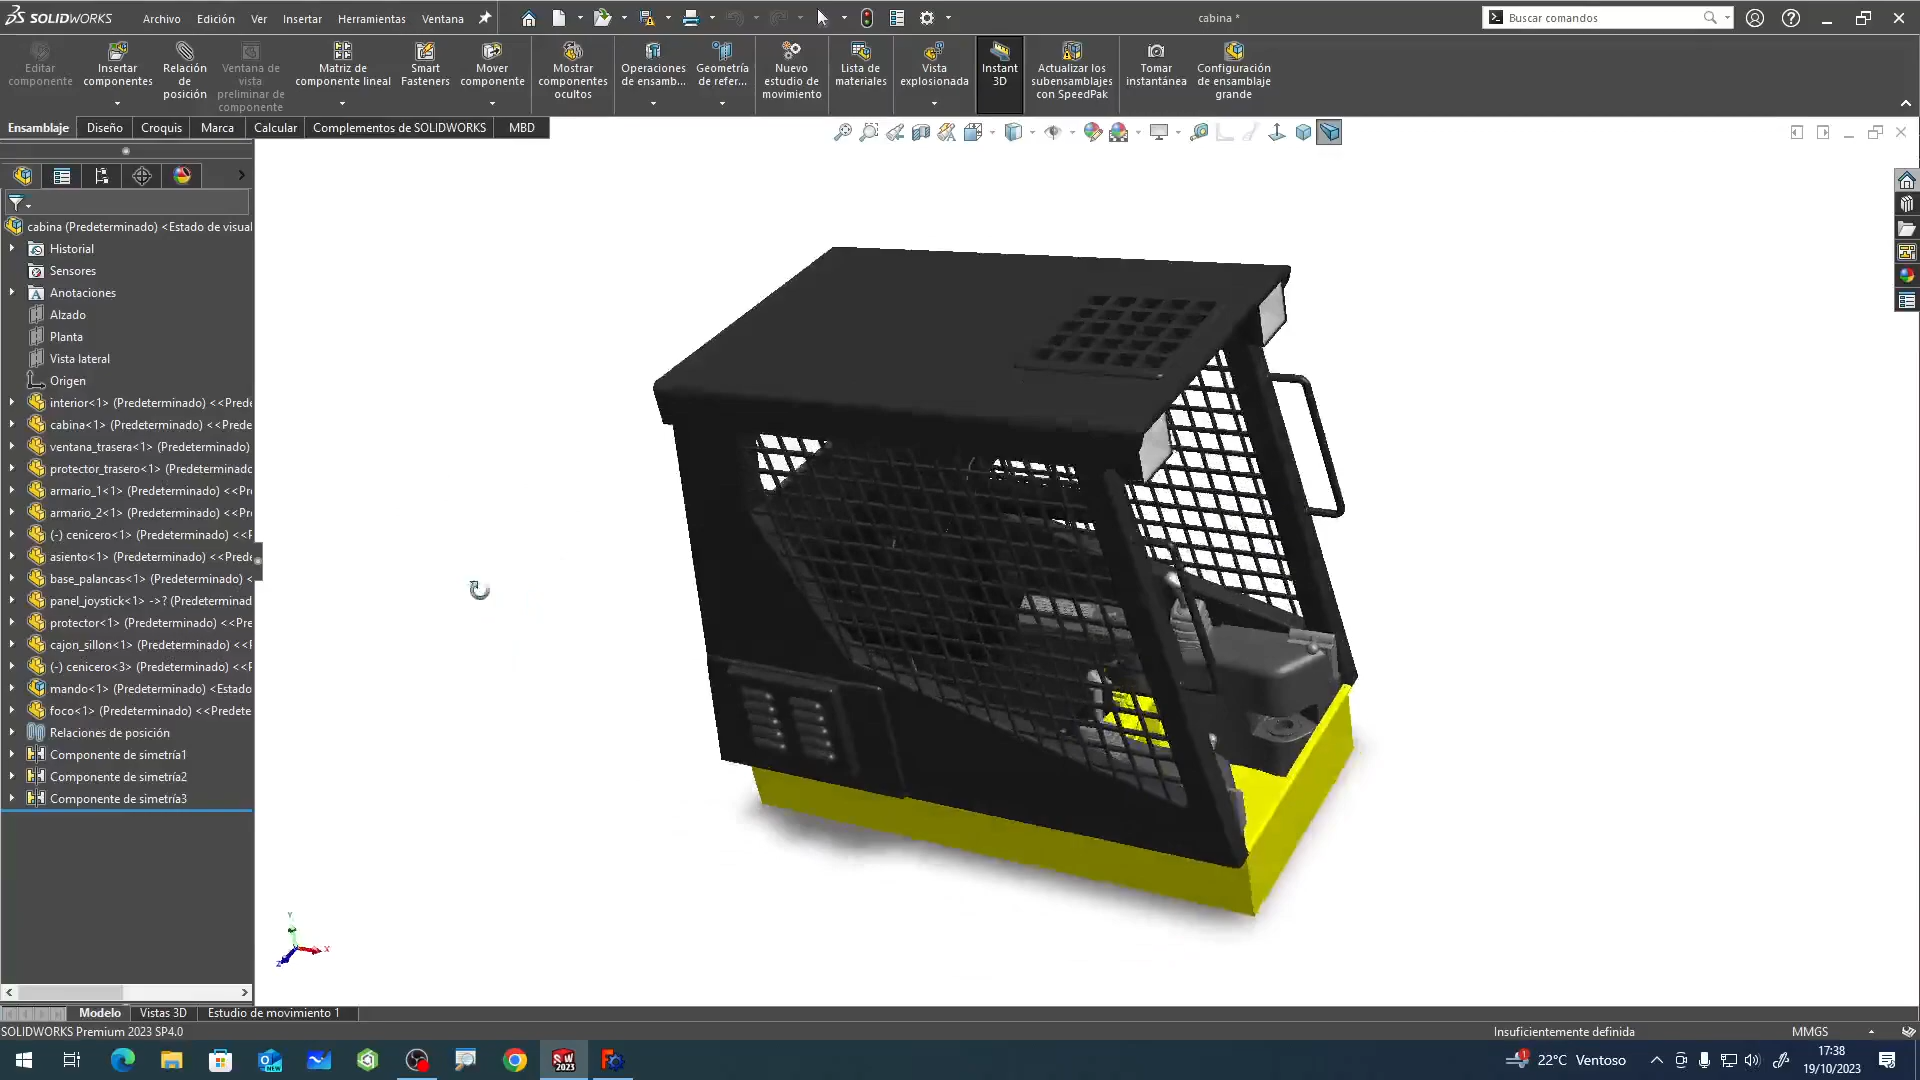 SOLIDWORKS
Archivo
Edición
Ver
Insertar
Herramientas
Ventana
cabina *
Buscar comandos
Editar
componente
Insertar
componentes
Relación
de
posición
Ventana de
vista
preliminar de
componente
Matriz de
componente lineal
Smart
Fasteners
Mover
componente
Mostrar
componentes
ocultos
Operaciones
de ensamb...
Geometría
de refer...
Nuevo
estudio de
movimiento
Lista de
materiales
Vista
explosionada
Instant
3D
Actualizar los
subensamblajes
con SpeedPak
Tomar
instantánea
Configuración
de ensamblaje
grande
Ensamblaje
Diseño
Croquis
Marca
Calcular
Complementos de SOLIDWORKS
MBD
cabina (Predeterminado) <Estado de visual
Historial
Sensores
Anotaciones
Alzado
Planta
Vista lateral
Origen
interior<1> (Predeterminado) <<Prede
cabina<1> (Predeterminado) <<Prede
ventana_trasera<1> (Predeterminado)
protector_trasero<1> (Predeterminado
armario_1<1> (Predeterminado) <<Pr
armario_2<1> (Predeterminado) <<Pr
(-) cenicero<1> (Predeterminado) <<P
asiento<1> (Predeterminado) <<Prede
base_palancas<1> (Predeterminado) <
panel_joystick<1> ->? (Predeterminad
protector<1> (Predeterminado) <<Pre
cajon_sillon<1> (Predeterminado) <<P
(-) cenicero<3> (Predeterminado) <<P
mando<1> (Predeterminado) <Estado
foco<1> (Predeterminado) <<Predete
Relaciones de posición
Componente de simetría1
Componente de simetría2
Componente de simetría3
Y
X
Z
Modelo
Vistas 3D
Estudio de movimiento 1
SOLIDWORKS Premium 2023 SP4.0
Insuficientemente definida
MMGS
22°C Ventoso
17:38
19/10/2023